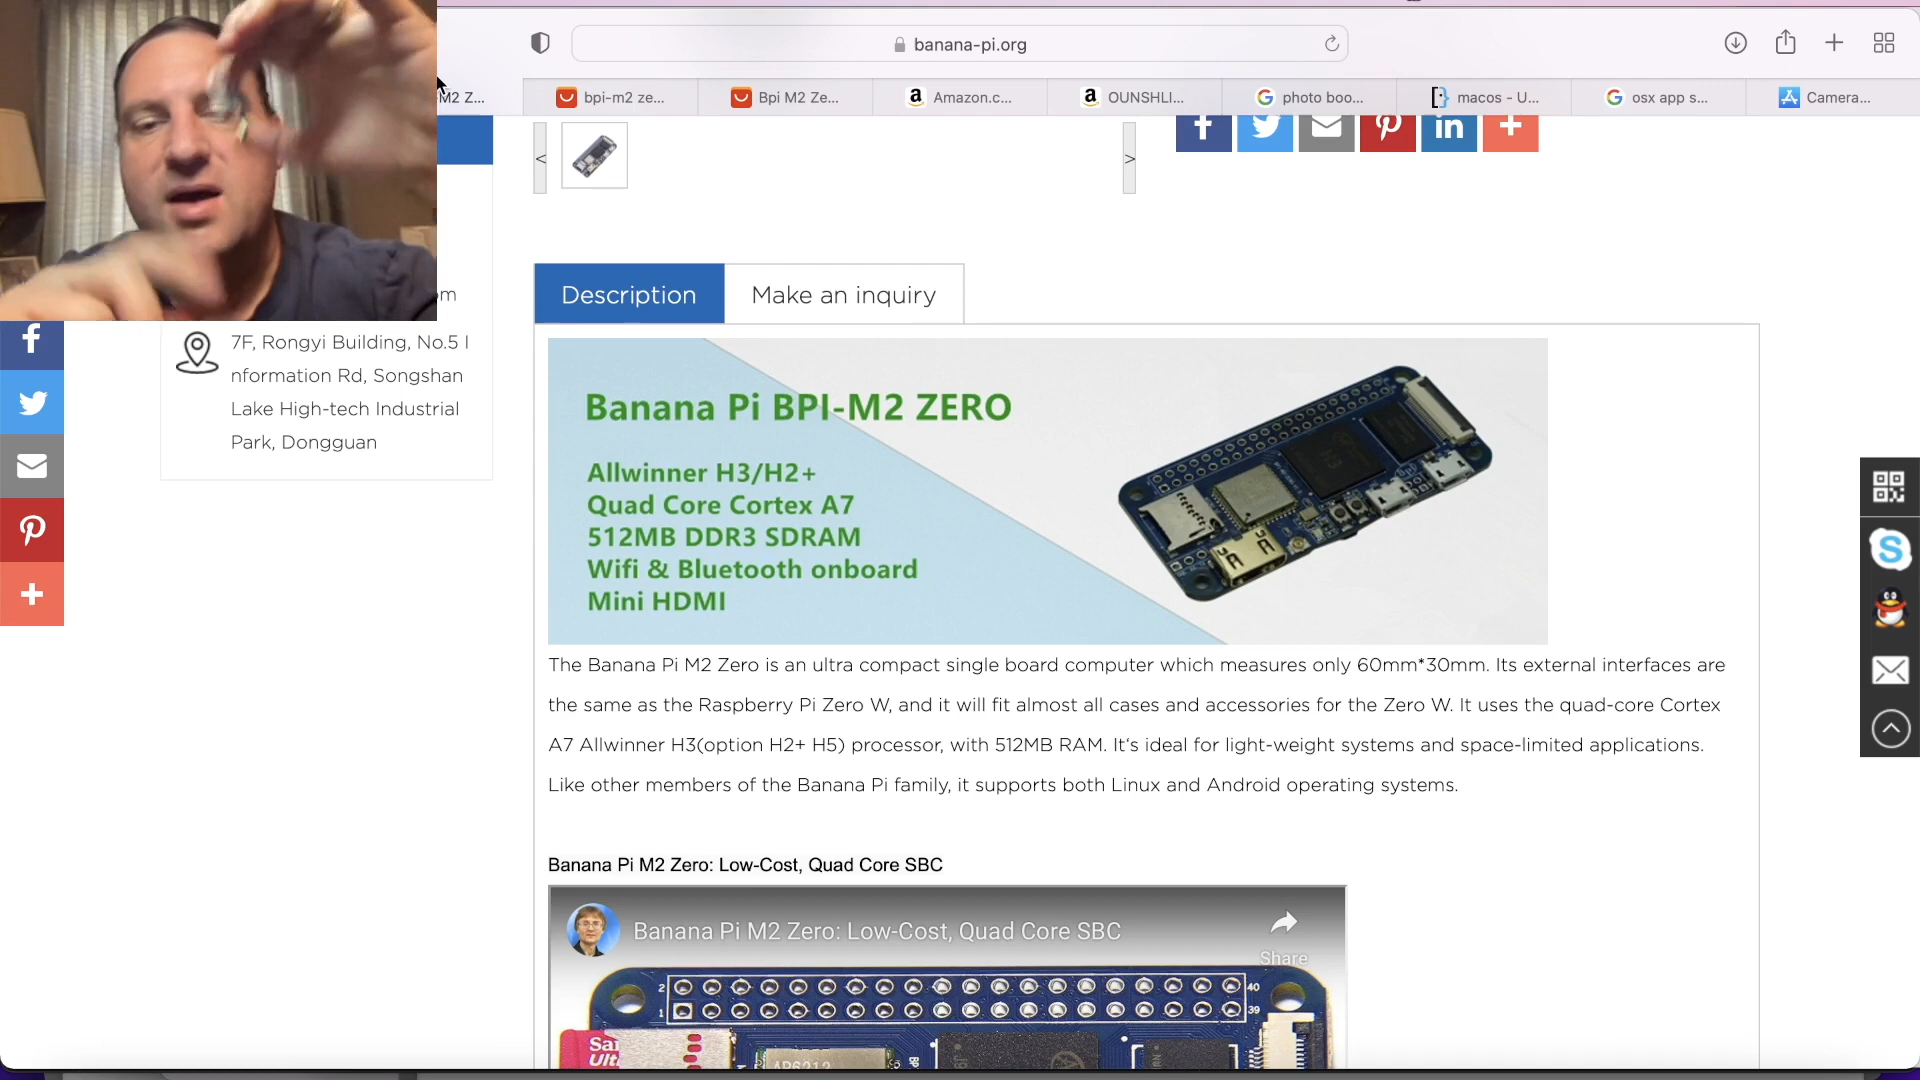 banana-pi.org
M2 Z...
bpi-m2 ze...
Bpi M2 Ze...
Amazon.c...
OUNSHLI...
photo boo...
macos - U...
osx app s...
Camera...
<
>
Description
Make an inquiry
om
7F, Rongyi Building, No.5 I
nformation Rd, Songshan
Lake High-tech Industrial
Park, Dongguan
Banana Pi BPI-M2 ZERO
Allwinner H3/H2+
Quad Core Cortex A7
512MB DDR3 SDRAM
Wifi & Bluetooth onboard
Mini HDMI
The Banana Pi M2 Zero is an ultra compact single board computer which measures only 60mm*30mm. Its external interfaces are
the same as the Raspberry Pi Zero W, and it will fit almost all cases and accessories for the Zero W. It uses the quad-core Cortex
A7 Allwinner H3(option H2+ H5) processor, with 512MB RAM. It‘s ideal for light-weight systems and space-limited applications.
Like other members of the Banana Pi family, it supports both Linux and Android operating systems.
Banana Pi M2 Zero: Low-Cost, Quad Core SBC
Banana Pi M2 Zero: Low-Cost, Quad Core SBC
Share
2
40
1
39
AP6212